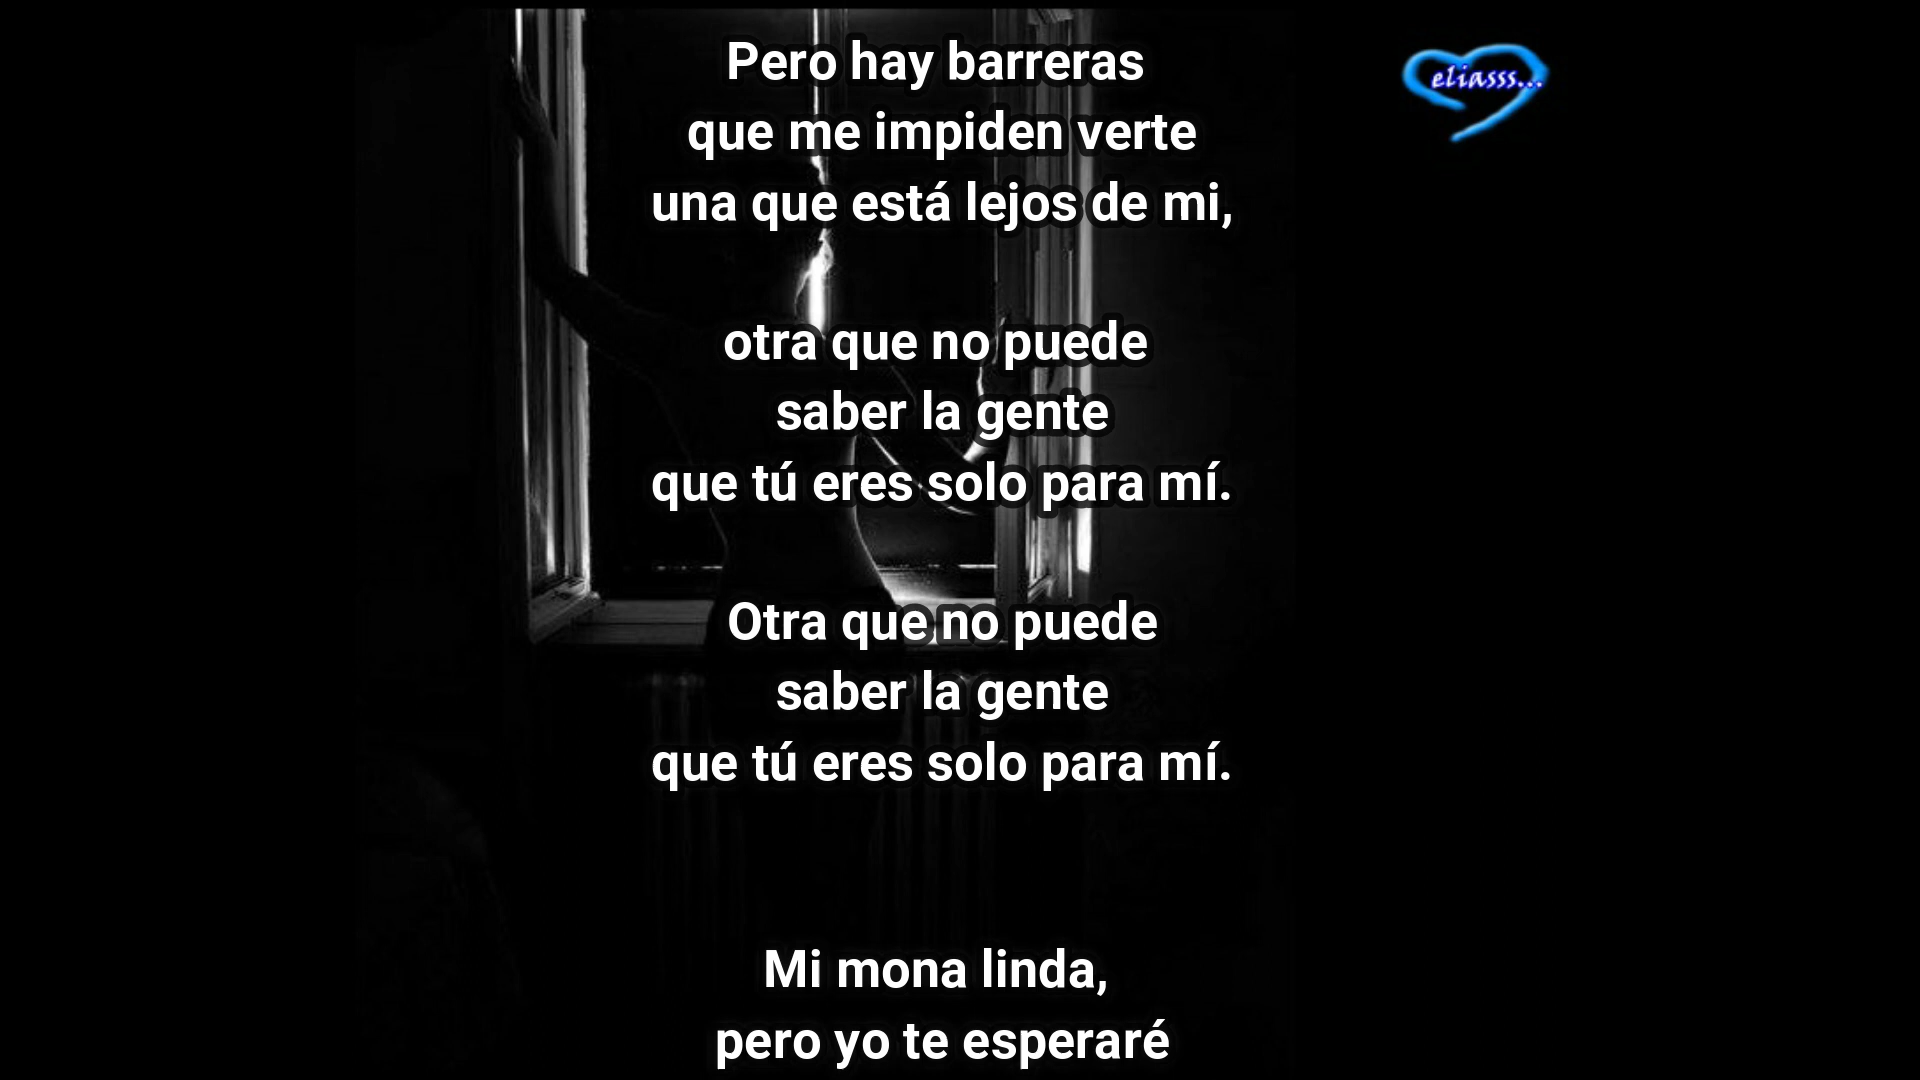 Pero hay barreras
que me impiden verte
una que está lejos de mi,
otra que no puede
saber la gente
que tú eres solo para mí.
Otra que no puede
saber la gente
que tú eres solo para mí.
Mi mona linda,
pero yo te esperaré
eliasss...